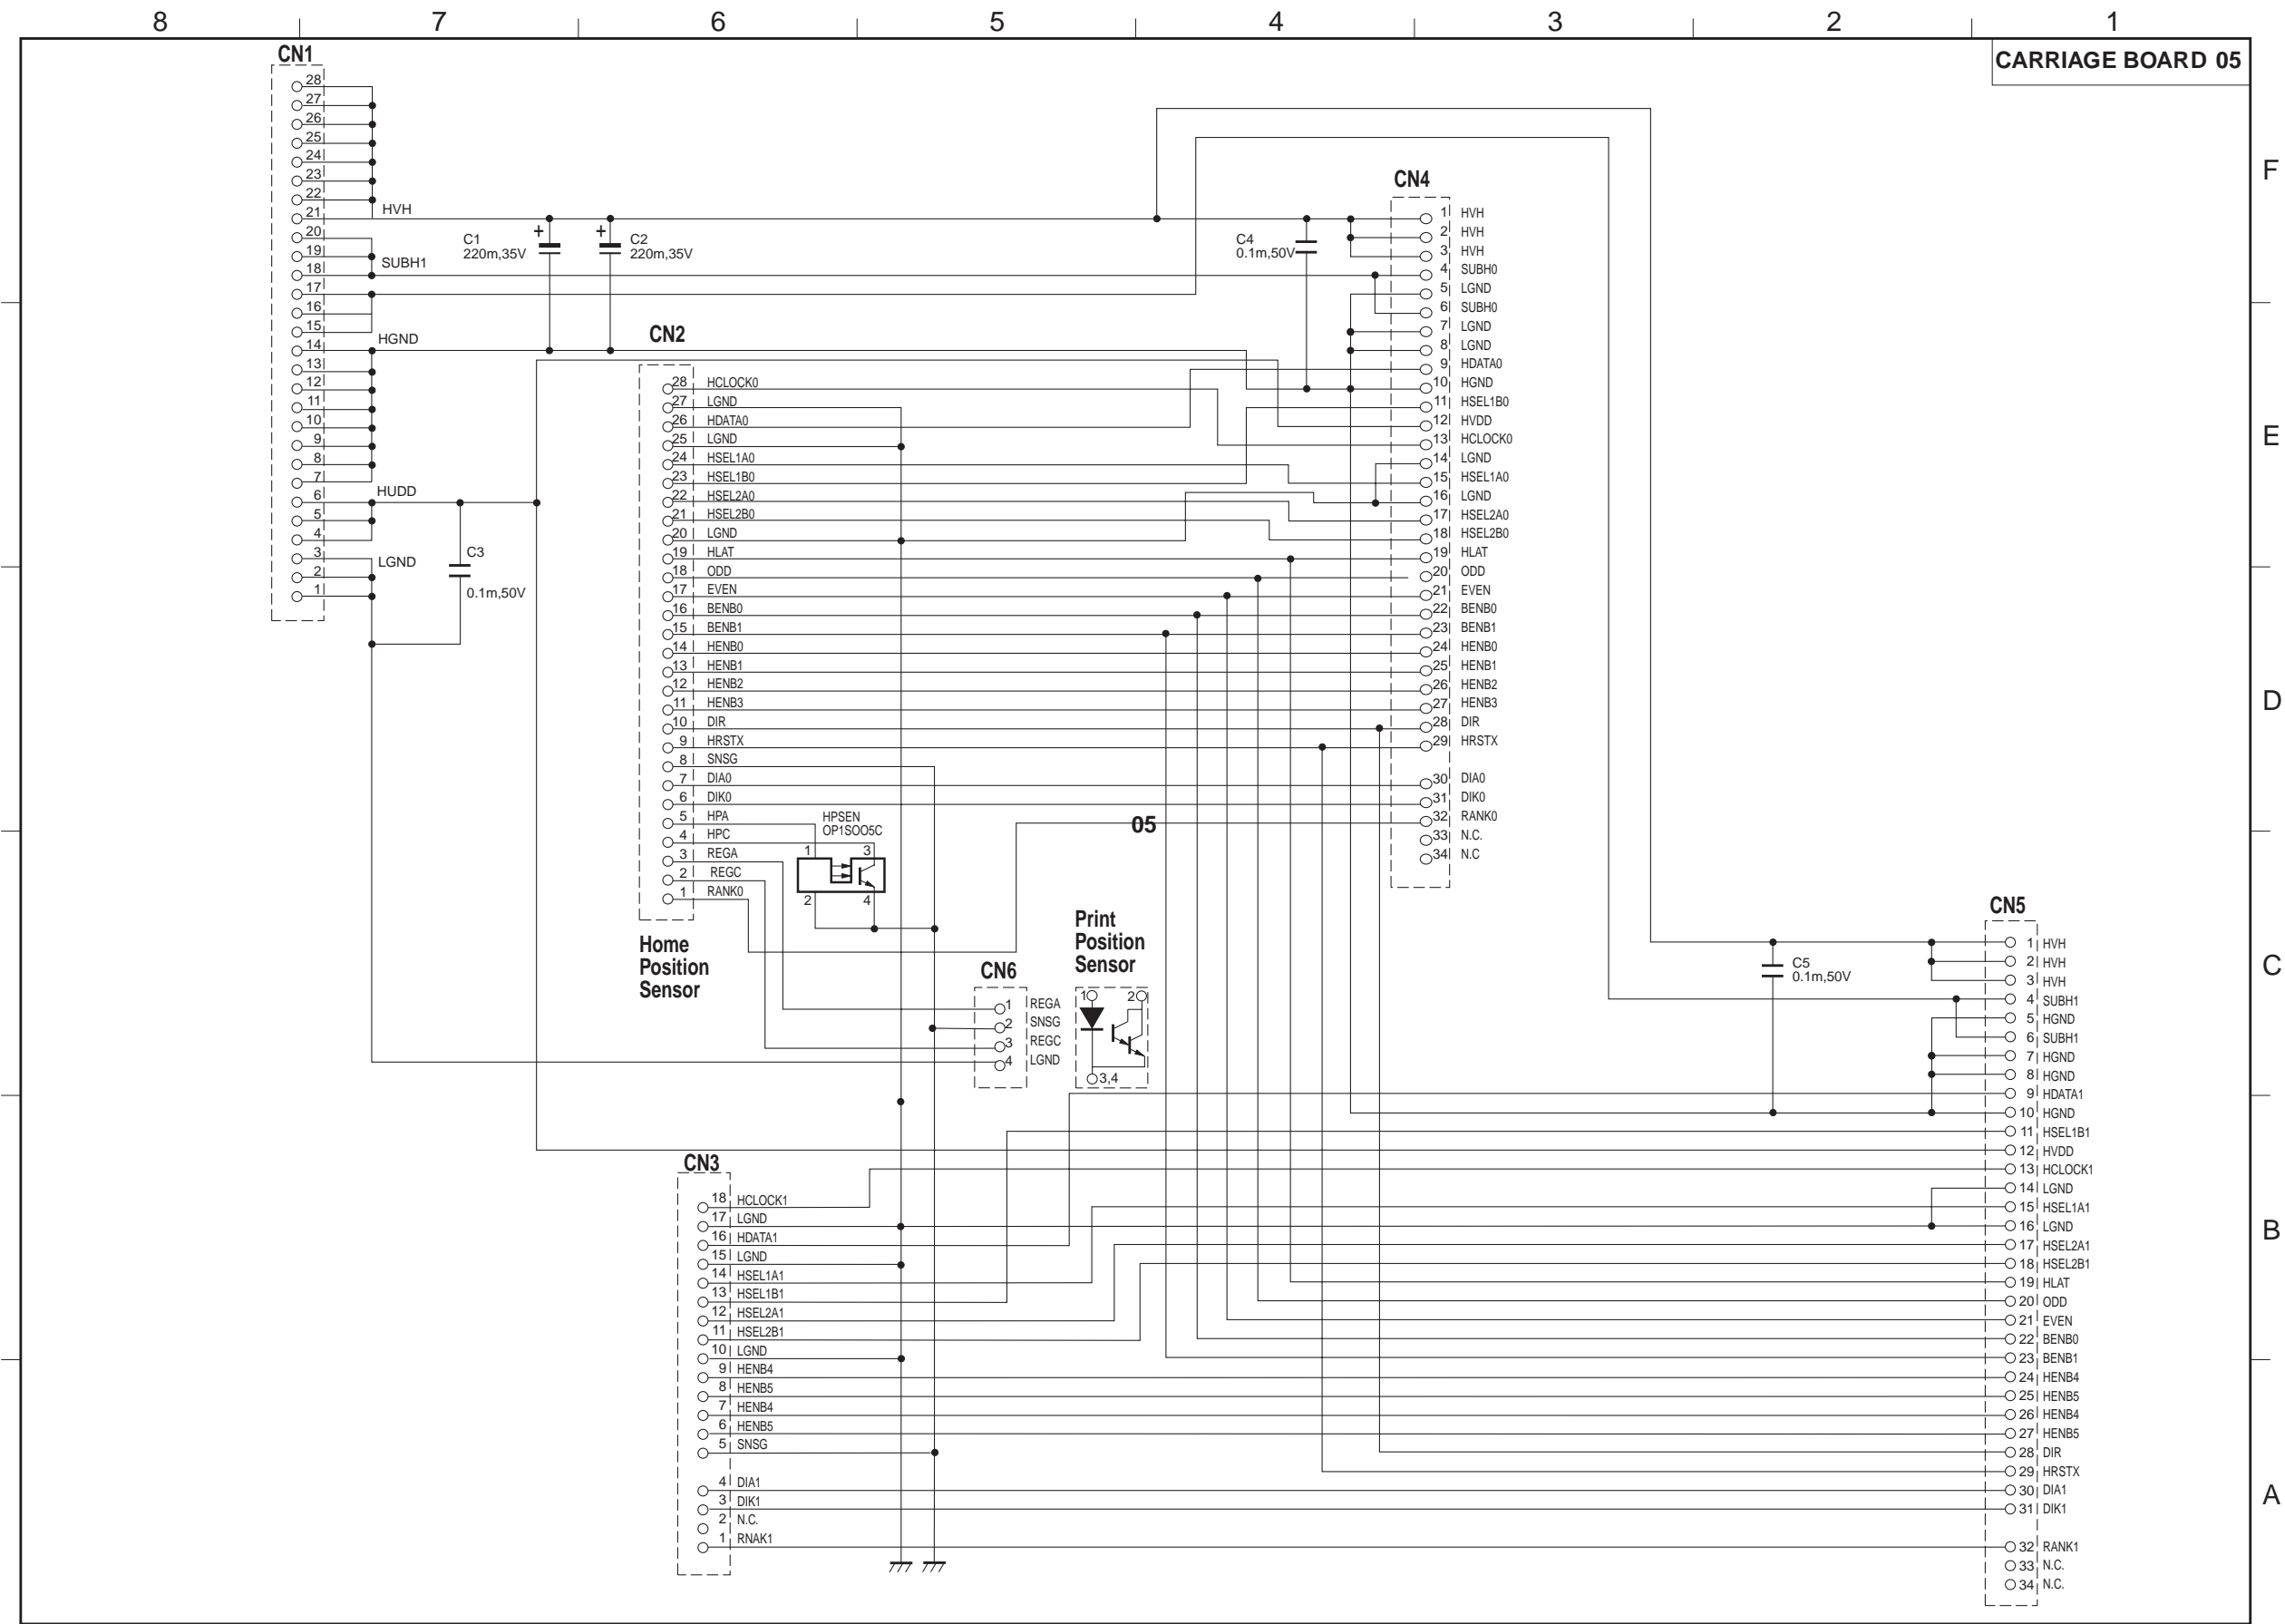 8 7 6 5 4 3 2 1
CARRIAGE BOARD 05
F
E
D
C
B
A
CN1
28
27
26
25
24
23
22
21 HVH
20
19
18 SUBH1
17
16
15
14 HGND
13
12
11
10
9
8
7
6 HUDD
5
4
3 LGND
2
1
+ C1
220m,35V
+ C2
220m,35V
C3
0.1m,50V
C4
0.1m,50V
CN2
28 HCLOCK0
27 LGND
26 HDATA0
25 LGND
24 HSEL1A0
23 HSEL1B0
22 HSEL2A0
21 HSEL2B0
20 LGND
19 HLAT
18 ODD
17 EVEN
16 BENB0
15 BENB1
14 HENB0
13 HENB1
12 HENB2
11 HENB3
10 DIR
9 HRSTX
8 SNSG
7 DIA0
6 DIK0
5 HPA
4 HPC
3 REGA
2 REGC
1 RANK0
HPSEN
OP1SOO5C
1 3
2 4
Home
Position
Sensor
CN4
1 HVH
2 HVH
3 HVH
4 SUBH0
5 LGND
6 SUBH0
7 LGND
8 LGND
9 HDATA0
10 HGND
11 HSEL1B0
12 HVDD
13 HCLOCK0
14 LGND
15 HSEL1A0
16 LGND
17 HSEL2A0
18 HSEL2B0
19 HLAT
20 ODD
21 EVEN
22 BENB0
23 BENB1
24 HENB0
25 HENB1
26 HENB2
27 HENB3
28 DIR
29 HRSTX
30 DIA0
31 DIK0
32 RANK0
33 N.C.
34 N.C
05
Print
Position
Sensor
1 2
3,4
CN6
1 REGA
2 SNSG
3 REGC
4 LGND
C5
0.1m,50V
CN5
1 HVH
2 HVH
3 HVH
4 SUBH1
5 HGND
6 SUBH1
7 HGND
8 HGND
9 HDATA1
10 HGND
11 HSEL1B1
12 HVDD
13 HCLOCK1
14 LGND
15 HSEL1A1
16 LGND
17 HSEL2A1
18 HSEL2B1
19 HLAT
20 ODD
21 EVEN
22 BENB0
23 BENB1
24 HENB4
25 HENB5
26 HENB4
27 HENB5
28 DIR
29 HRSTX
30 DIA1
31 DIK1
32 RANK1
33 N.C.
34 N.C.
CN3
18 HCLOCK1
17 LGND
16 HDATA1
15 LGND
14 HSEL1A1
13 HSEL1B1
12 HSEL2A1
11 HSEL2B1
10 LGND
9 HENB4
8 HENB5
7 HENB4
6 HENB5
5 SNSG
4 DIA1
3 DIK1
2 N.C.
1 RNAK1